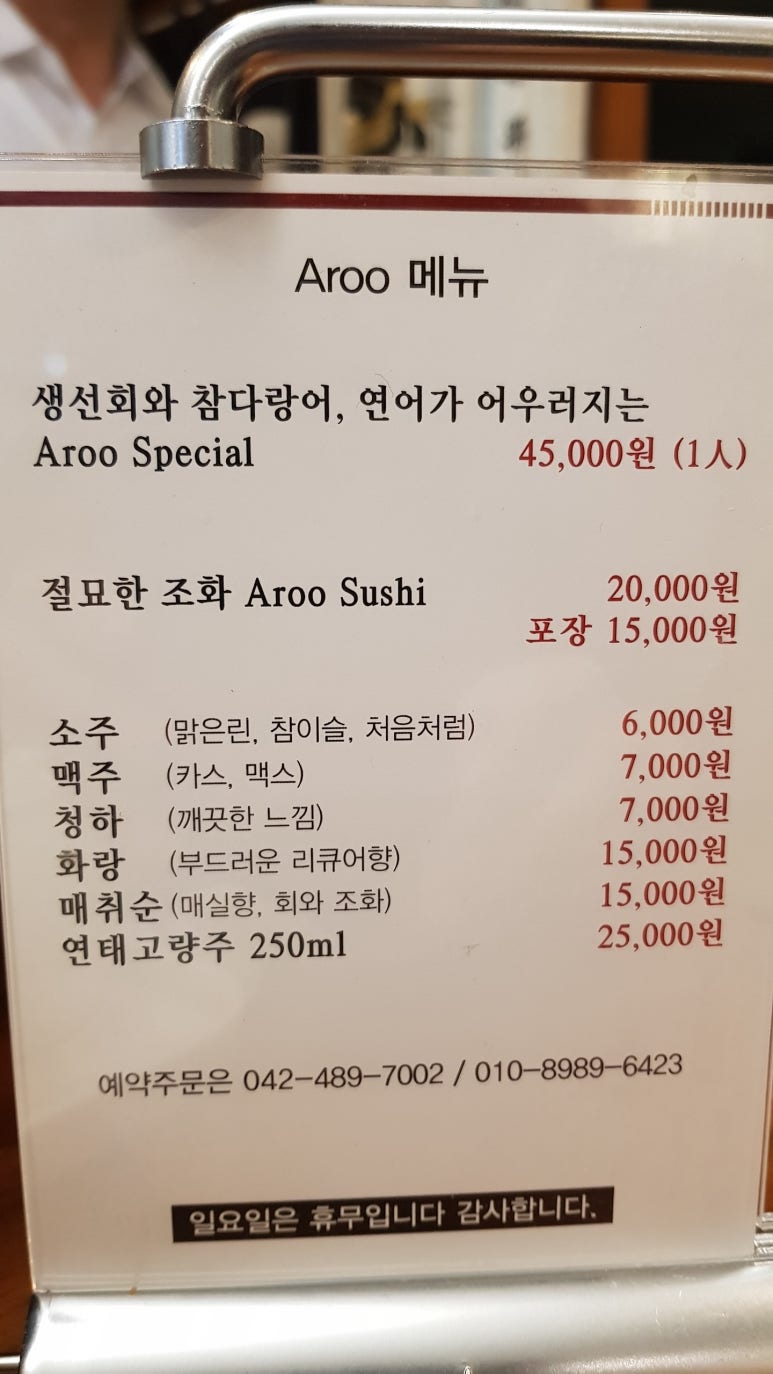 Aroo 메뉴
생선회와 참다랑어, 연어가 어우러지는
Aroo Special 45,000원 (1人)
절묘한 조화 Aroo Sushi 20,000원
포장 15,000원
소주 (맑은린, 참이슬, 처음처럼) 6,000원
맥주 (카스, 맥스) 7,000원
청하 (깨끗한 느낌) 7,000원
화랑 (부드러운 리큐어향) 15,000원
매취순 (매실향, 회와 조화) 15,000원
연태고량주 250ml 25,000원
예약주문은 042-489-7002 / 010-8989-6423
일요일은 휴무입니다 감사합니다.